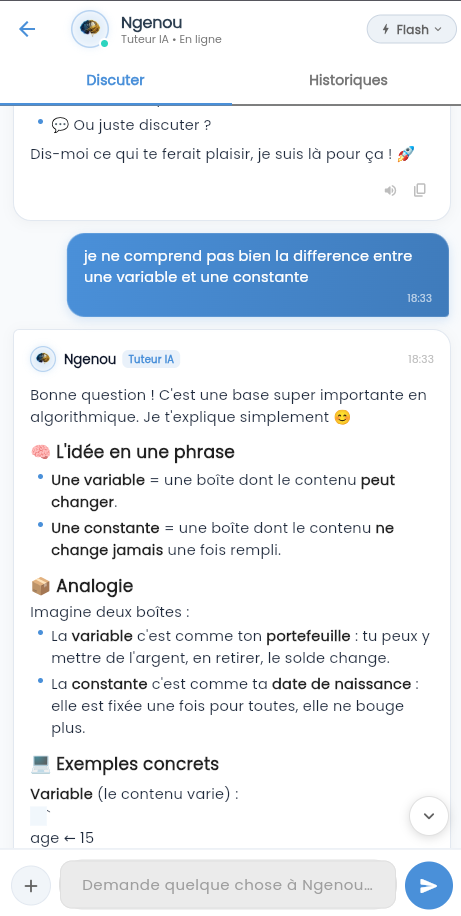 Ngenou
Tuteur IA • En ligne
Flash
Discuter
Historiques
💬 Ou juste discuter ?
Dis-moi ce qui te ferait plaisir, je suis là pour ça ! 🚀
je ne comprend pas bien la difference entre
une variable et une constante
18:33
Ngenou
Tuteur IA
18:33
Bonne question ! C'est une base super importante en
algorithmique. Je t'explique simplement 😊
🧠 L'idée en une phrase
• Une variable = une boîte dont le contenu peut
changer.
• Une constante = une boîte dont le contenu ne
change jamais une fois rempli.
📦 Analogie
Imagine deux boîtes :
• La variable c'est comme ton portefeuille : tu peux y
mettre de l'argent, en retirer, le solde change.
• La constante c'est comme ta date de naissance :
elle est fixée une fois pour toutes, elle ne bouge
plus.
💻 Exemples concrets
Variable (le contenu varie) :
`
age ← 15
Demande quelque chose à Ngenou...